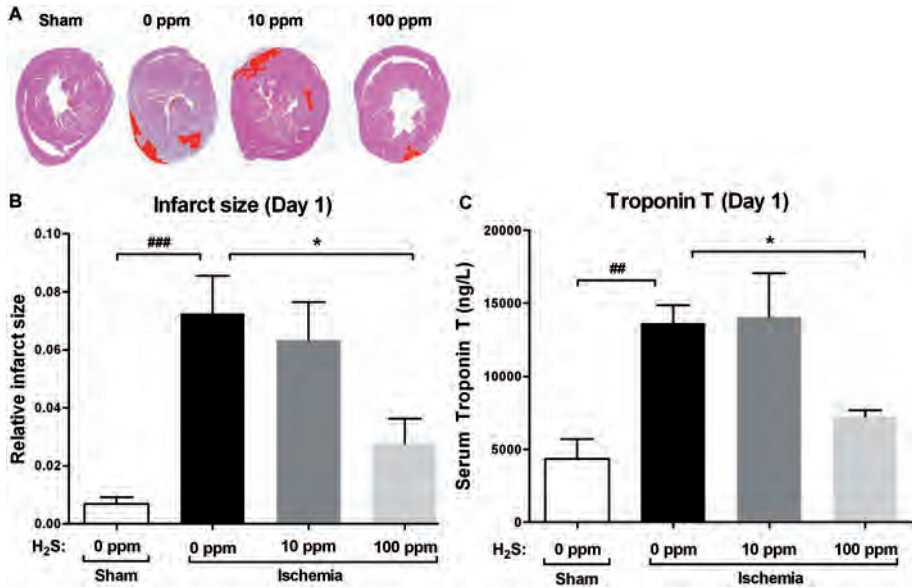 A
Sham 0 ppm 10 ppm 100 ppm
B
Infarct size (Day 1)
Relative infarct size
0.10
0.08
0.06
0.04
0.02
0.00
###
*
H₂S: 0 ppm 0 ppm 10 ppm 100 ppm
Sham Ischemia
C
Troponin T (Day 1)
Serum Troponin T (ng/L)
20000
15000
10000
5000
0
##
*
H₂S: 0 ppm 0 ppm 10 ppm 100 ppm
Sham Ischemia